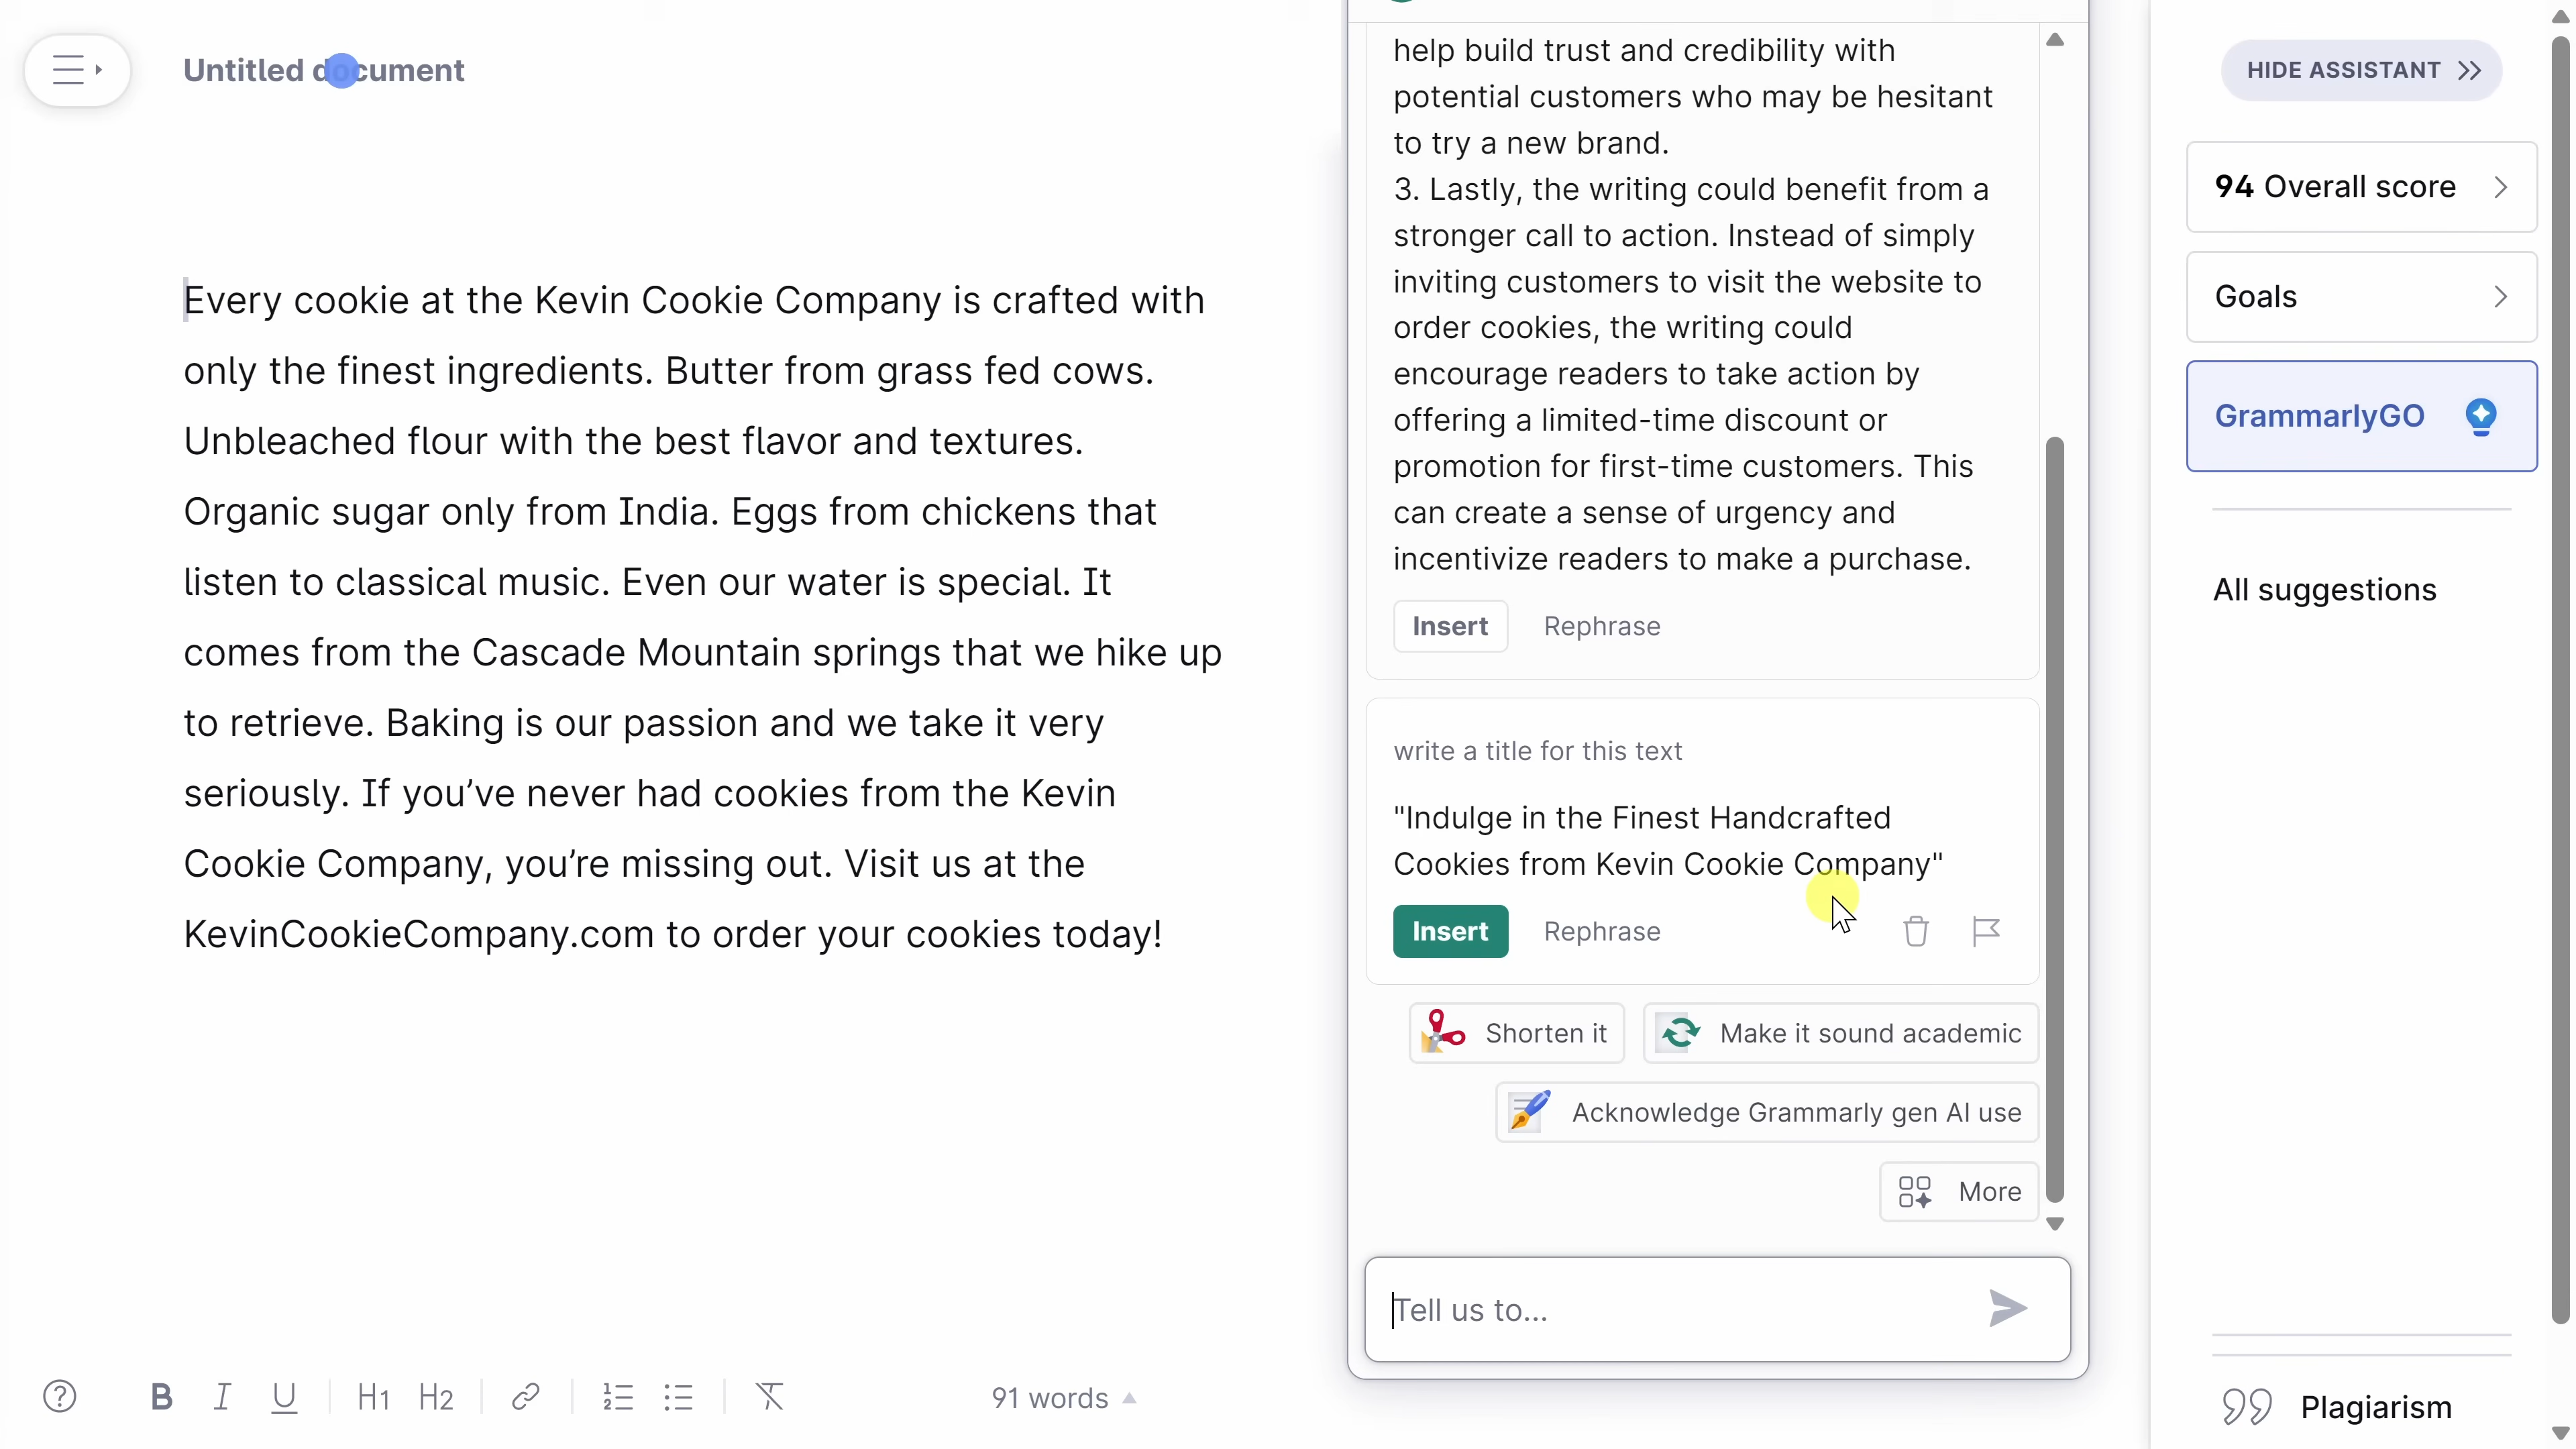 Untitled document
Every cookie at the Kevin Cookie Company is crafted with
only the finest ingredients. Butter from grass fed cows.
Unbleached flour with the best flavor and textures.
Organic sugar only from India. Eggs from chickens that
listen to classical music. Even our water is special. It
comes from the Cascade Mountain springs that we hike up
to retrieve. Baking is our passion and we take it very
seriously. If you’ve never had cookies from the Kevin
Cookie Company, you’re missing out. Visit us at the
KevinCookieCompany.com to order your cookies today!
B I U H1 H2
91 words
help build trust and credibility with
potential customers who may be hesitant
to try a new brand.
3. Lastly, the writing could benefit from a
stronger call to action. Instead of simply
inviting customers to visit the website to
order cookies, the writing could
encourage readers to take action by
offering a limited-time discount or
promotion for first-time customers. This
can create a sense of urgency and
incentivize readers to make a purchase.
Insert Rephrase
write a title for this text
"Indulge in the Finest Handcrafted
Cookies from Kevin Cookie Company"
Insert Rephrase
Shorten it Make it sound academic
Acknowledge Grammarly gen AI use
More
Tell us to...
HIDE ASSISTANT
94 Overall score
Goals
GrammarlyGO
All suggestions
Plagiarism